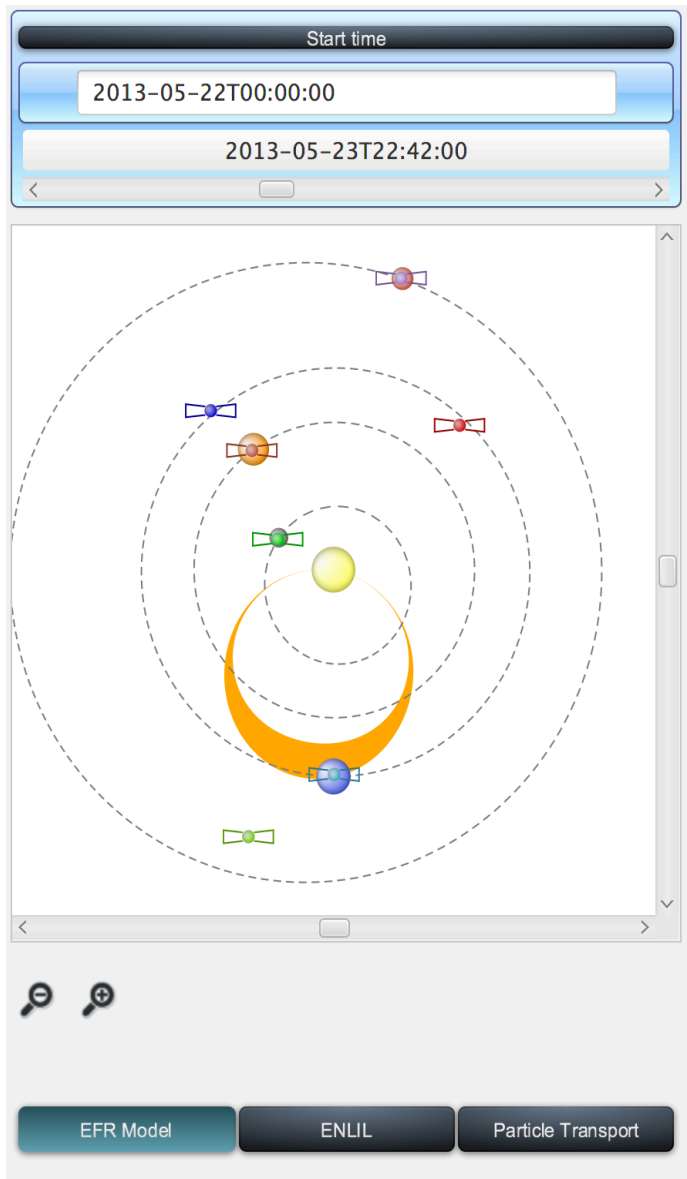 Start time
2013-05-22T00:00:00
2013-05-23T22:42:00
EFR Model
ENLIL
Particle Transport